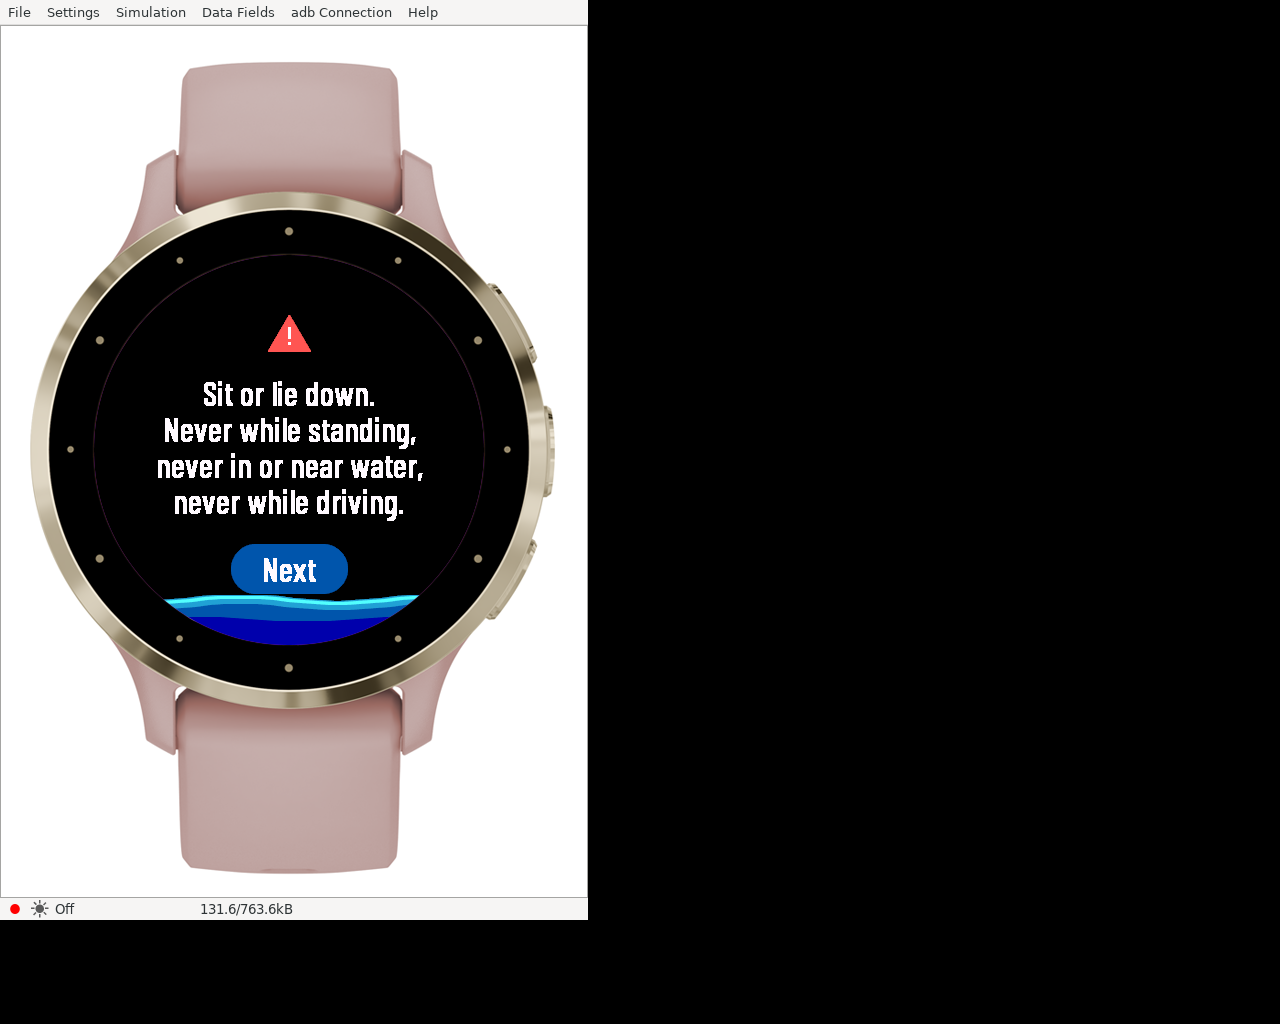 File Settings Simulation Data Fields adb Connection Help
!
Sit or lie down.
Never while standing,
never in or near water,
never while driving.
Next
Off 131.6/763.6kB